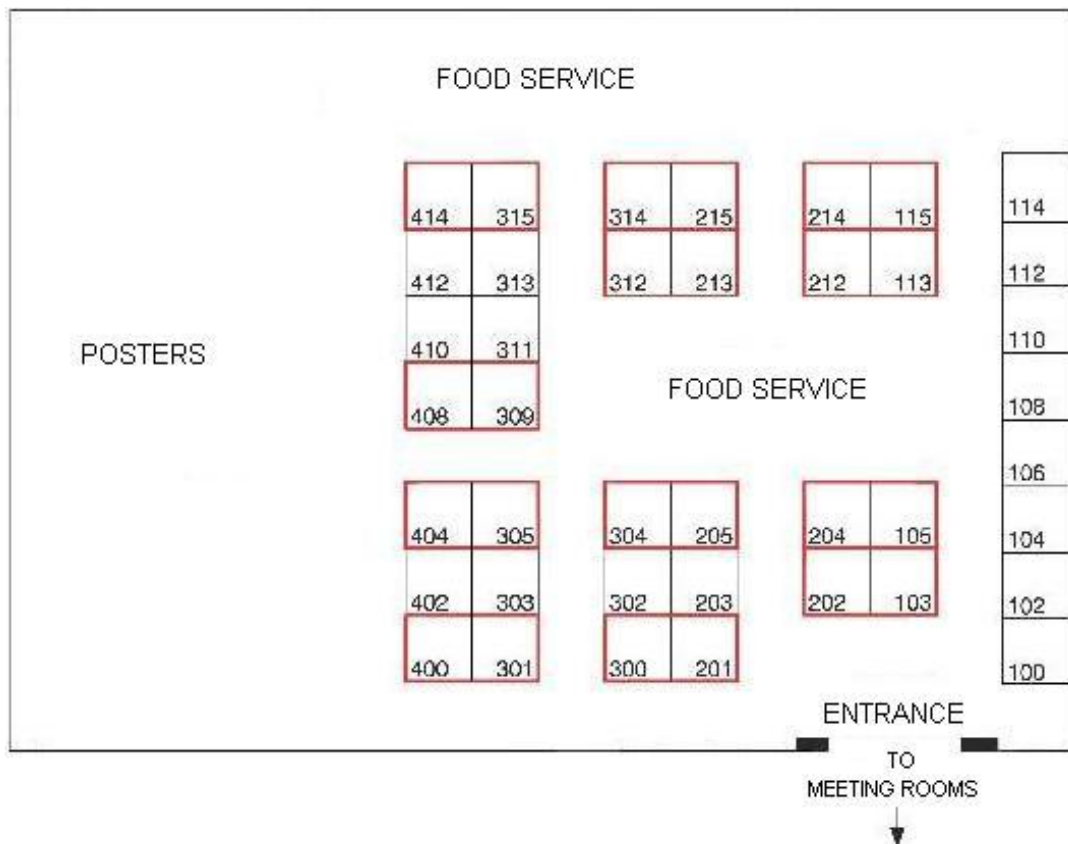 FOOD SERVICE
414 315 314 215 214 115 114
412 313 312 213 212 113 112
410 311 110
POSTERS
FOOD SERVICE
408 309 108
106
404 305 304 205 204 105 104
402 303 302 203 202 103 102
400 301 300 201 100
ENTRANCE
TO
MEETING ROOMS